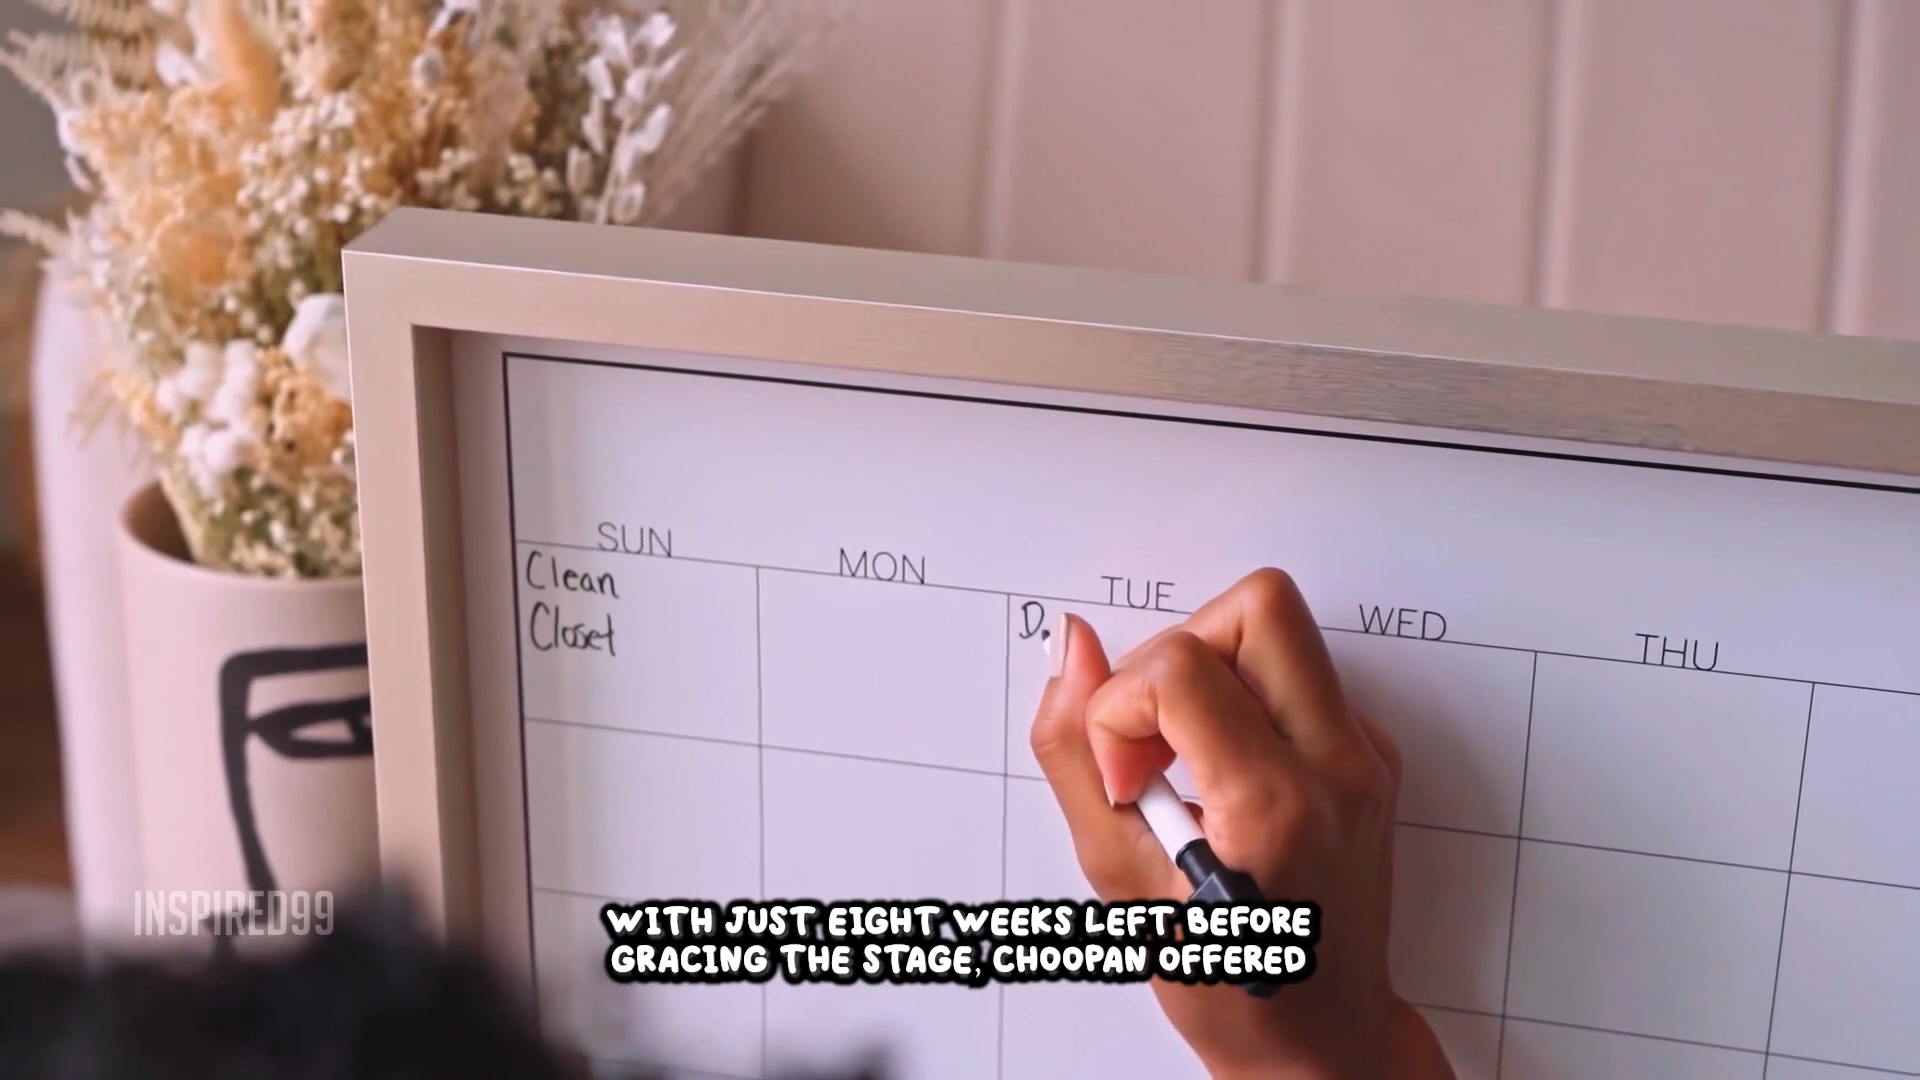 SUN
MON
TUE
WED
THU
Clean
Closet
D.
INSPIRED99
WITH JUST EIGHT WEEKS LEFT BEFORE
GRACING THE STAGE, CHOOPAN OFFERED